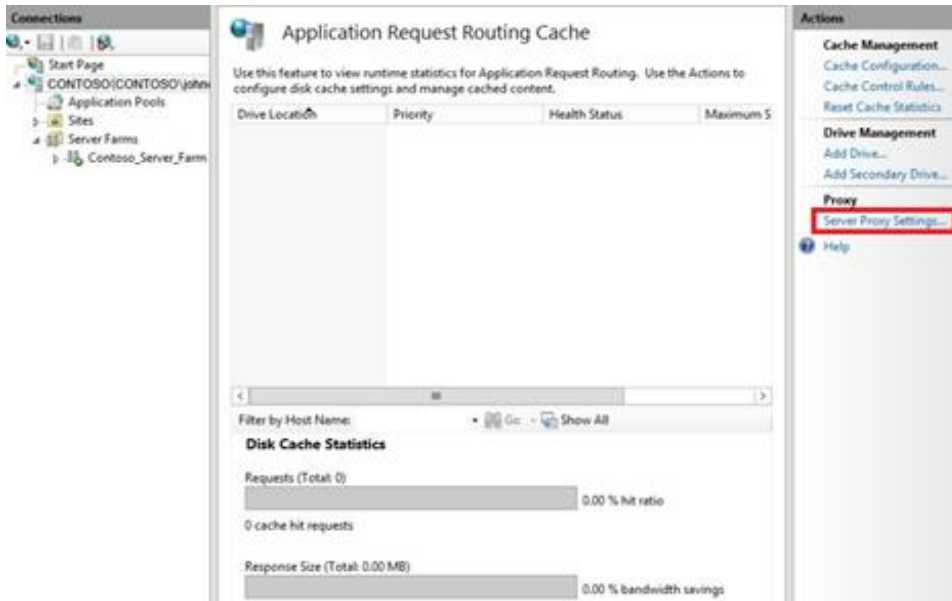 Connections
Start Page
CONTOSO(CONTOSO\john
Application Pools
Sites
Server Farms
Contoso_Server_Farm
Application Request Routing Cache
Use this feature to view runtime statistics for Application Request Routing. Use the Actions to
configure disk cache settings and manage cached content.
Drive Location Priority Health Status Maximum S
Filter by Host Name: Go Show All
Disk Cache Statistics
Requests (Total: 0)
0.00 % hit ratio
0 cache hit requests
Response Size (Total: 0.00 MB)
0.00 % bandwidth savings
Actions
Cache Management
Cache Configuration...
Cache Control Rules...
Reset Cache Statistics
Drive Management
Add Drive...
Add Secondary Drive...
Proxy
Server Proxy Settings...
Help